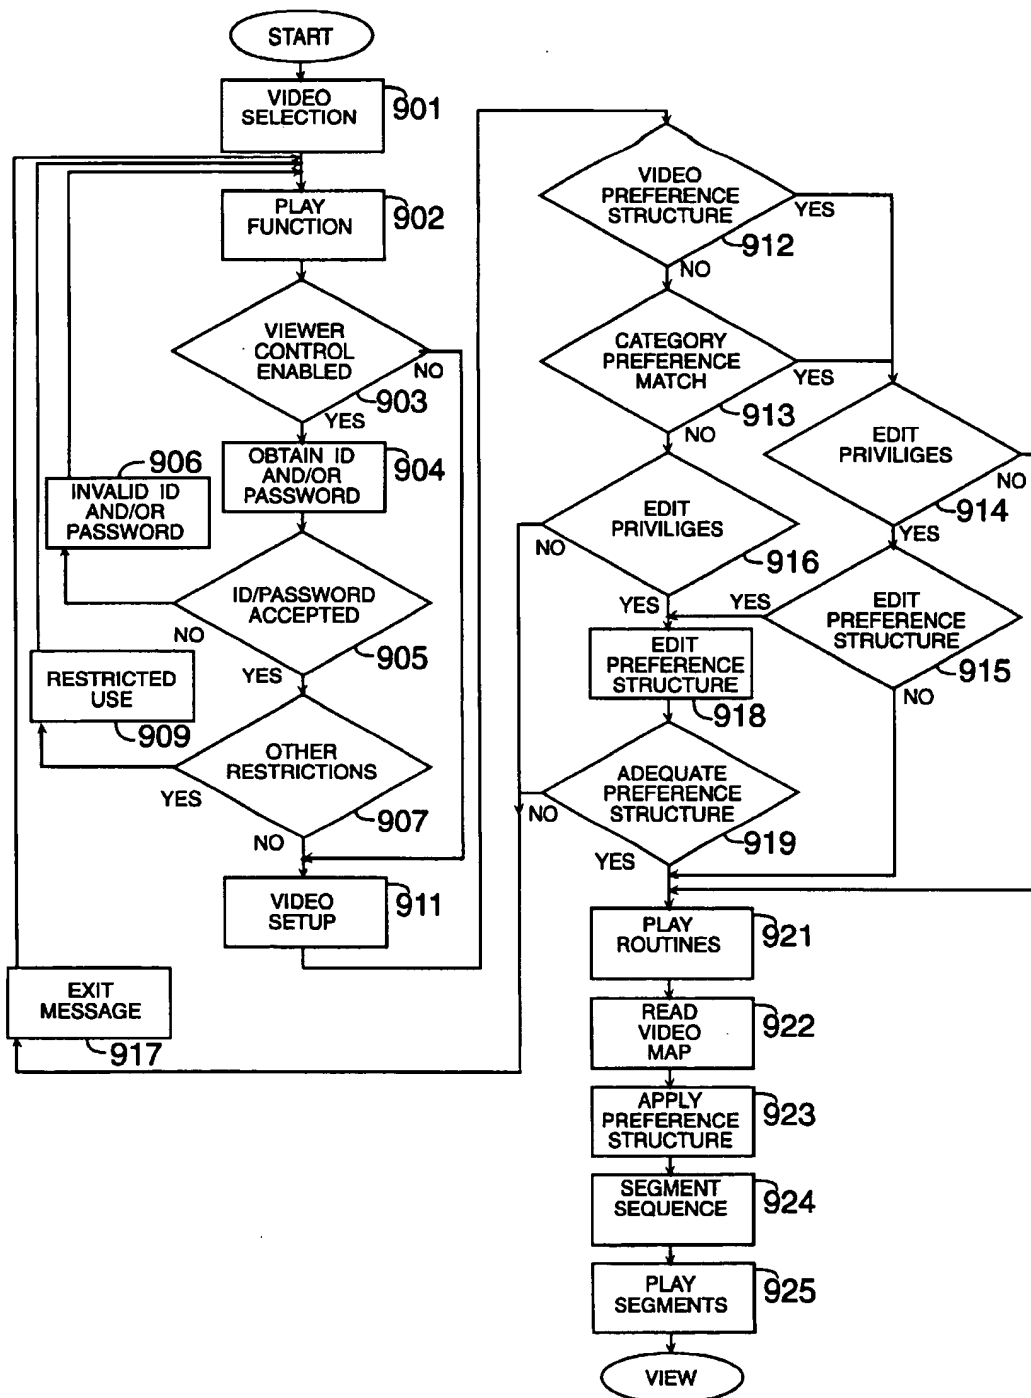 START
VIDEO
SELECTION
901
PLAY
FUNCTION
902
VIEWER
CONTROL
ENABLED
NO
903
YES
OBTAIN ID
AND/OR
PASSWORD
904
906
INVALID ID
AND/OR
PASSWORD
ID/PASSWORD
ACCEPTED
NO
905
YES
RESTRICTED
USE
909
OTHER
RESTRICTIONS
YES
907
NO
VIDEO
SETUP
911
EXIT
MESSAGE
917
VIDEO
PREFERENCE
STRUCTURE
YES
912
NO
CATEGORY
PREFERENCE
MATCH
YES
913
NO
EDIT
PRIVILIGES
NO
914
YES
EDIT
PRIVILIGES
NO
916
YES
YES
EDIT
PREFERENCE
STRUCTURE
915
NO
EDIT
PREFERENCE
STRUCTURE
918
ADEQUATE
PREFERENCE
STRUCTURE
NO
919
YES
PLAY
ROUTINES
921
READ
VIDEO
MAP
922
APPLY
PREFERENCE
STRUCTURE
923
SEGMENT
SEQUENCE
924
PLAY
SEGMENTS
925
VIEW